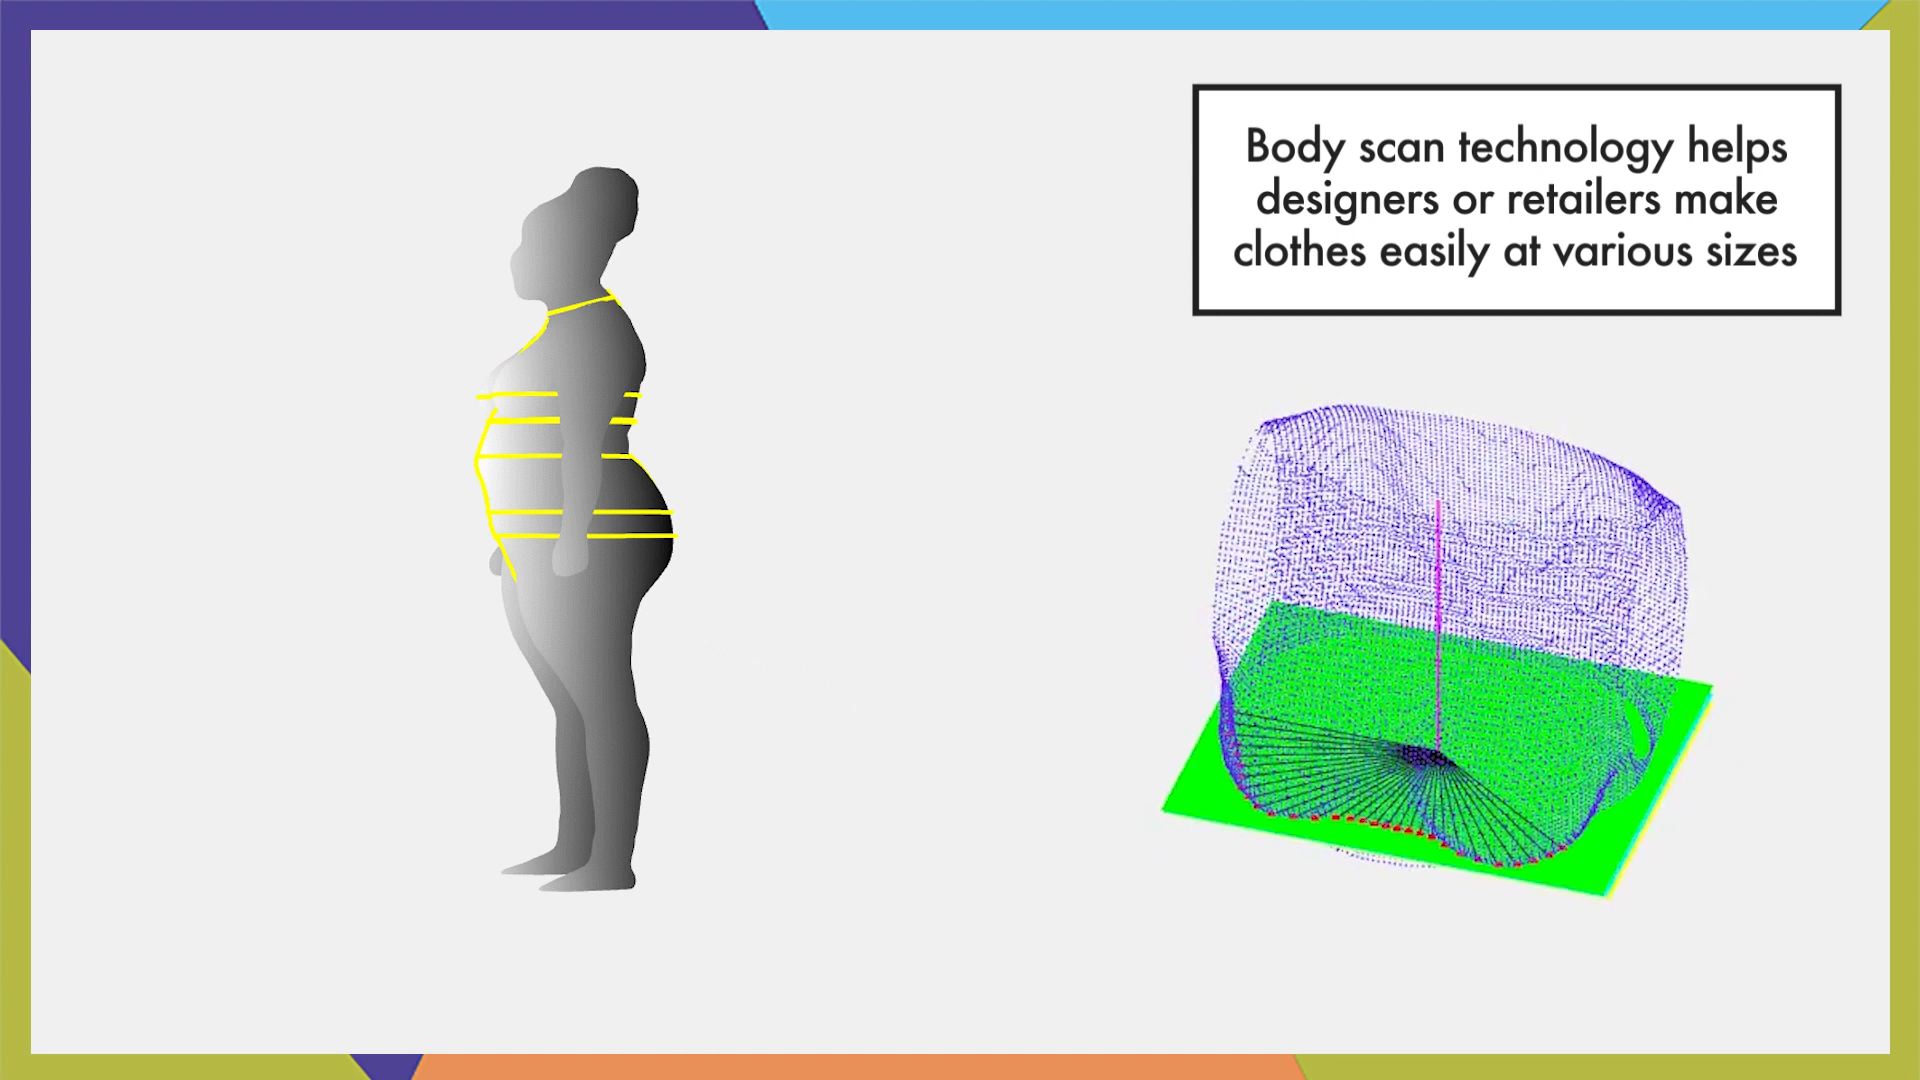 Body scan technology helps
designers or retailers make
clothes easily at various sizes